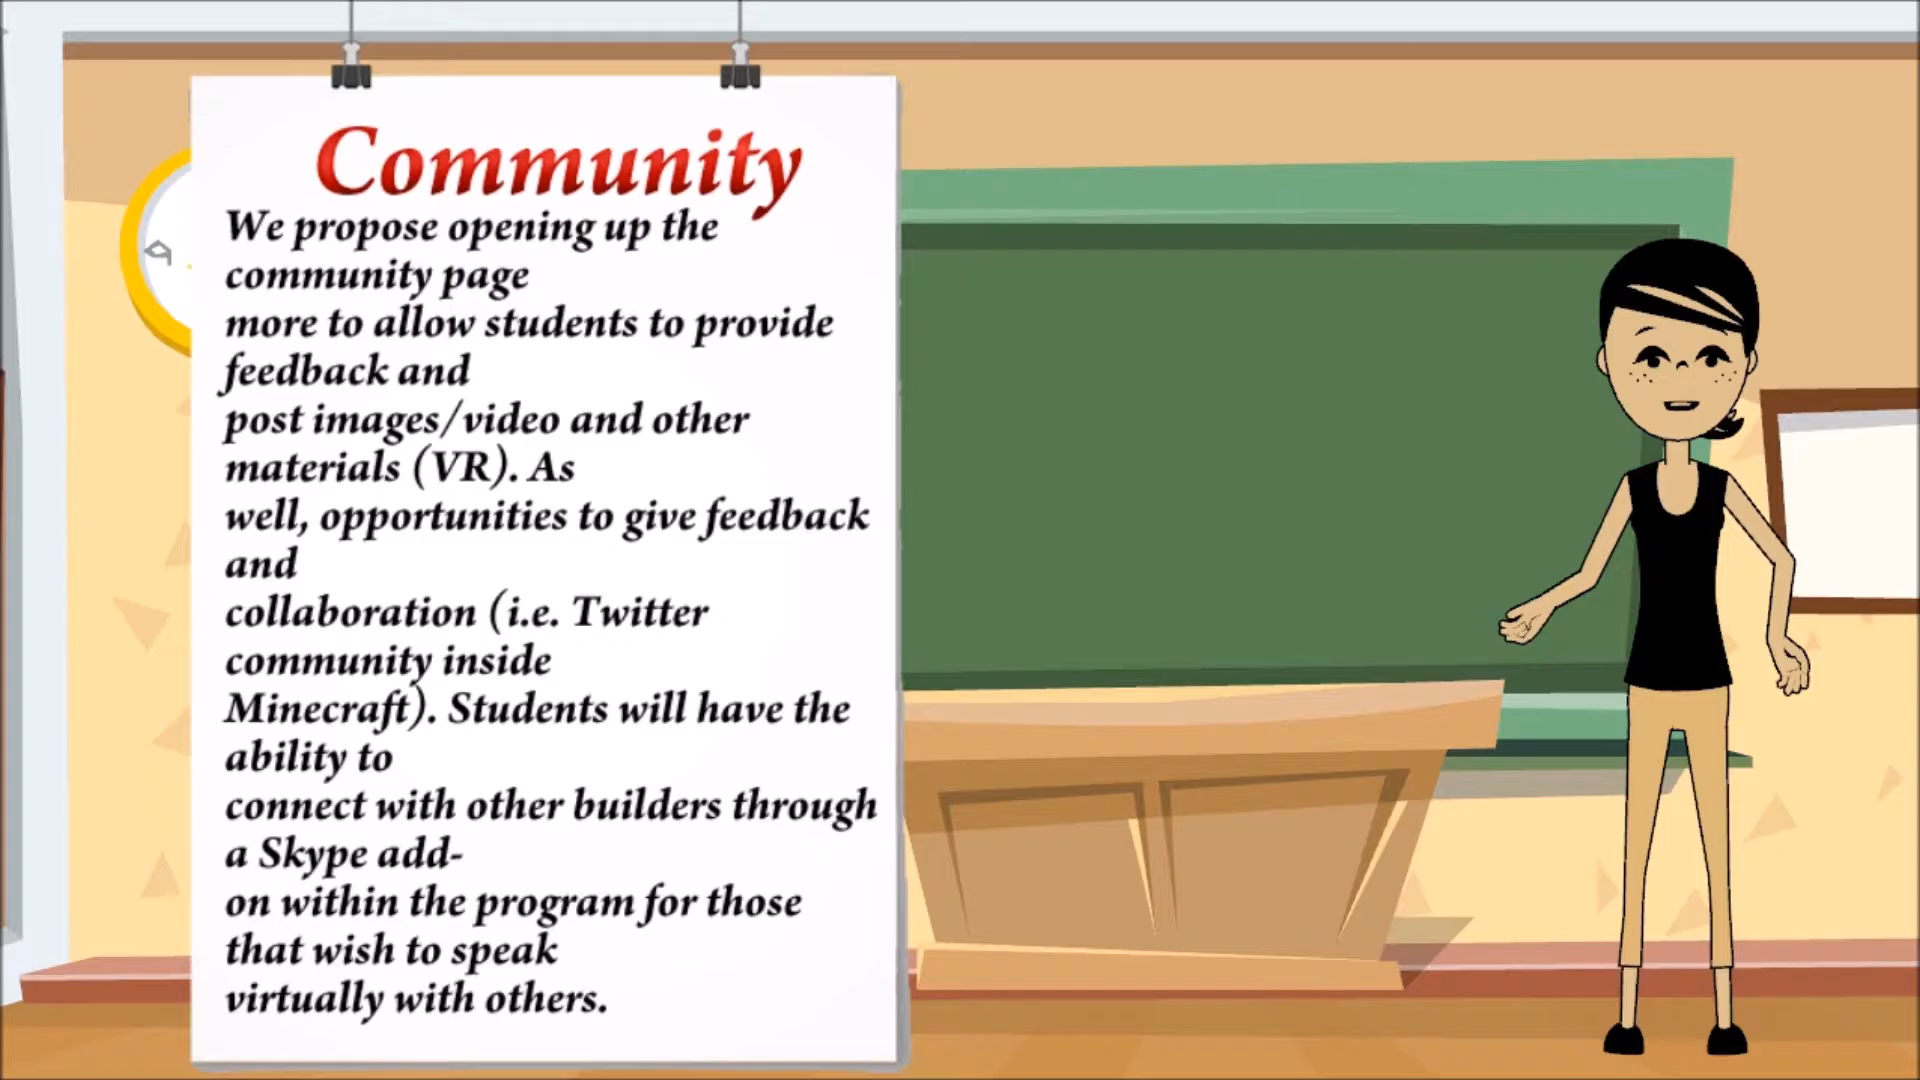 Community
We propose opening up the
community page
more to allow students to provide
feedback and
post images/video and other
materials (VR). As
well, opportunities to give feedback
and
collaboration (i.e. Twitter
community inside
Minecraft). Students will have the
ability to
connect with other builders through
a Skype add-
on within the program for those
that wish to speak
virtually with others.